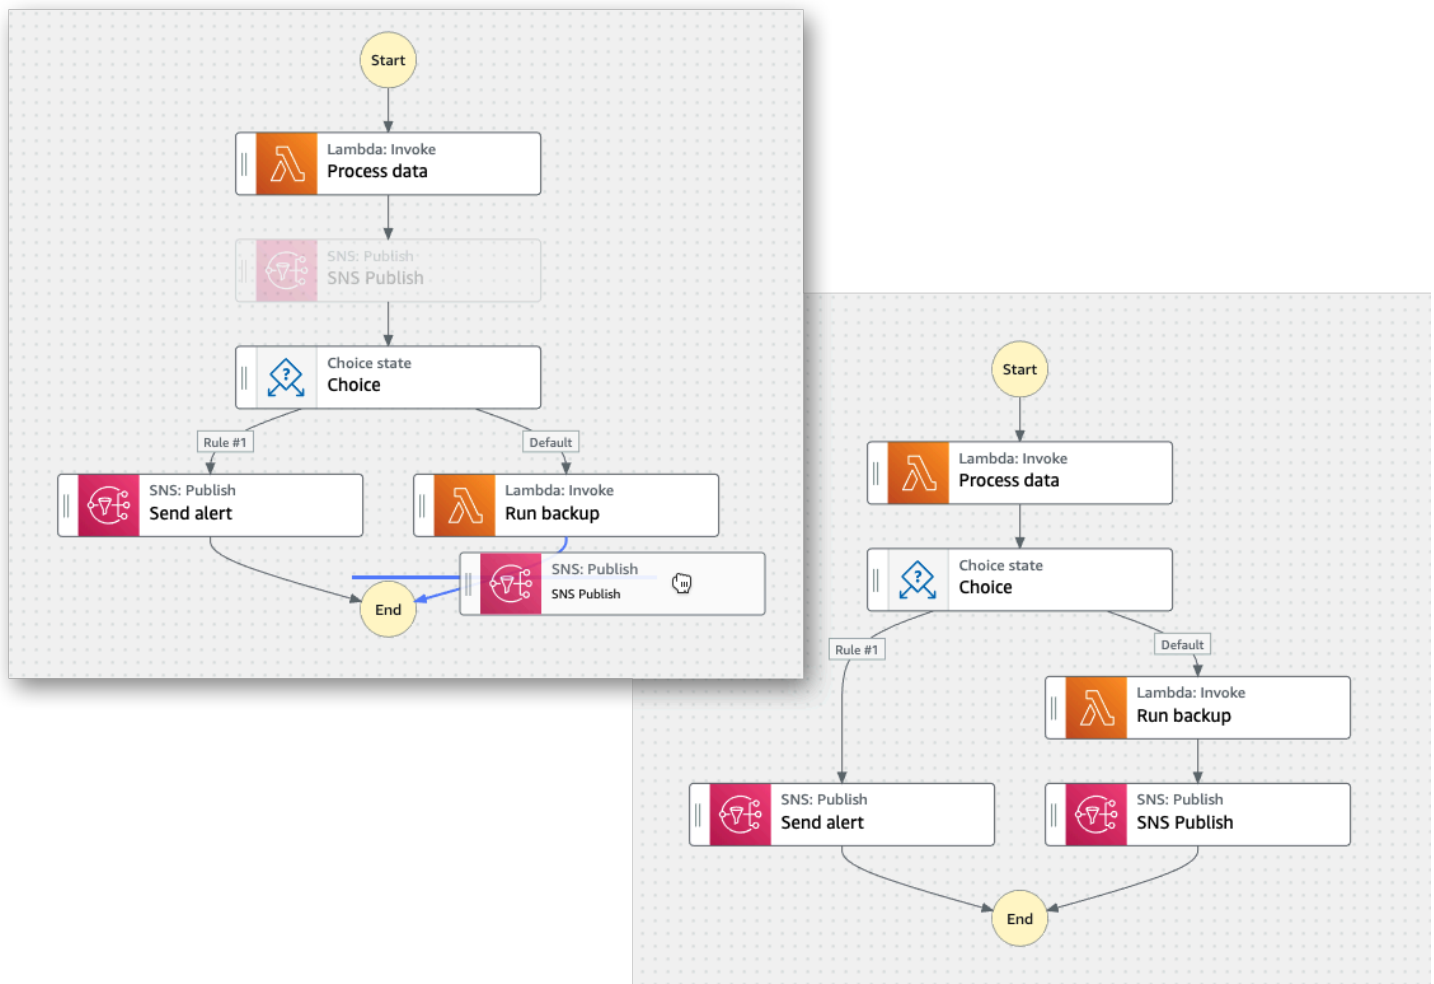 Start
Lambda: Invoke
Process data
SNS: Publish
SNS Publish
Choice state
Choice
Rule #1
Default
SNS: Publish
Send alert
Lambda: Invoke
Run backup
SNS: Publish
SNS Publish
End
Start
Lambda: Invoke
Process data
Choice state
Choice
Rule #1
Default
Lambda: Invoke
Run backup
SNS: Publish
Send alert
SNS: Publish
SNS Publish
End